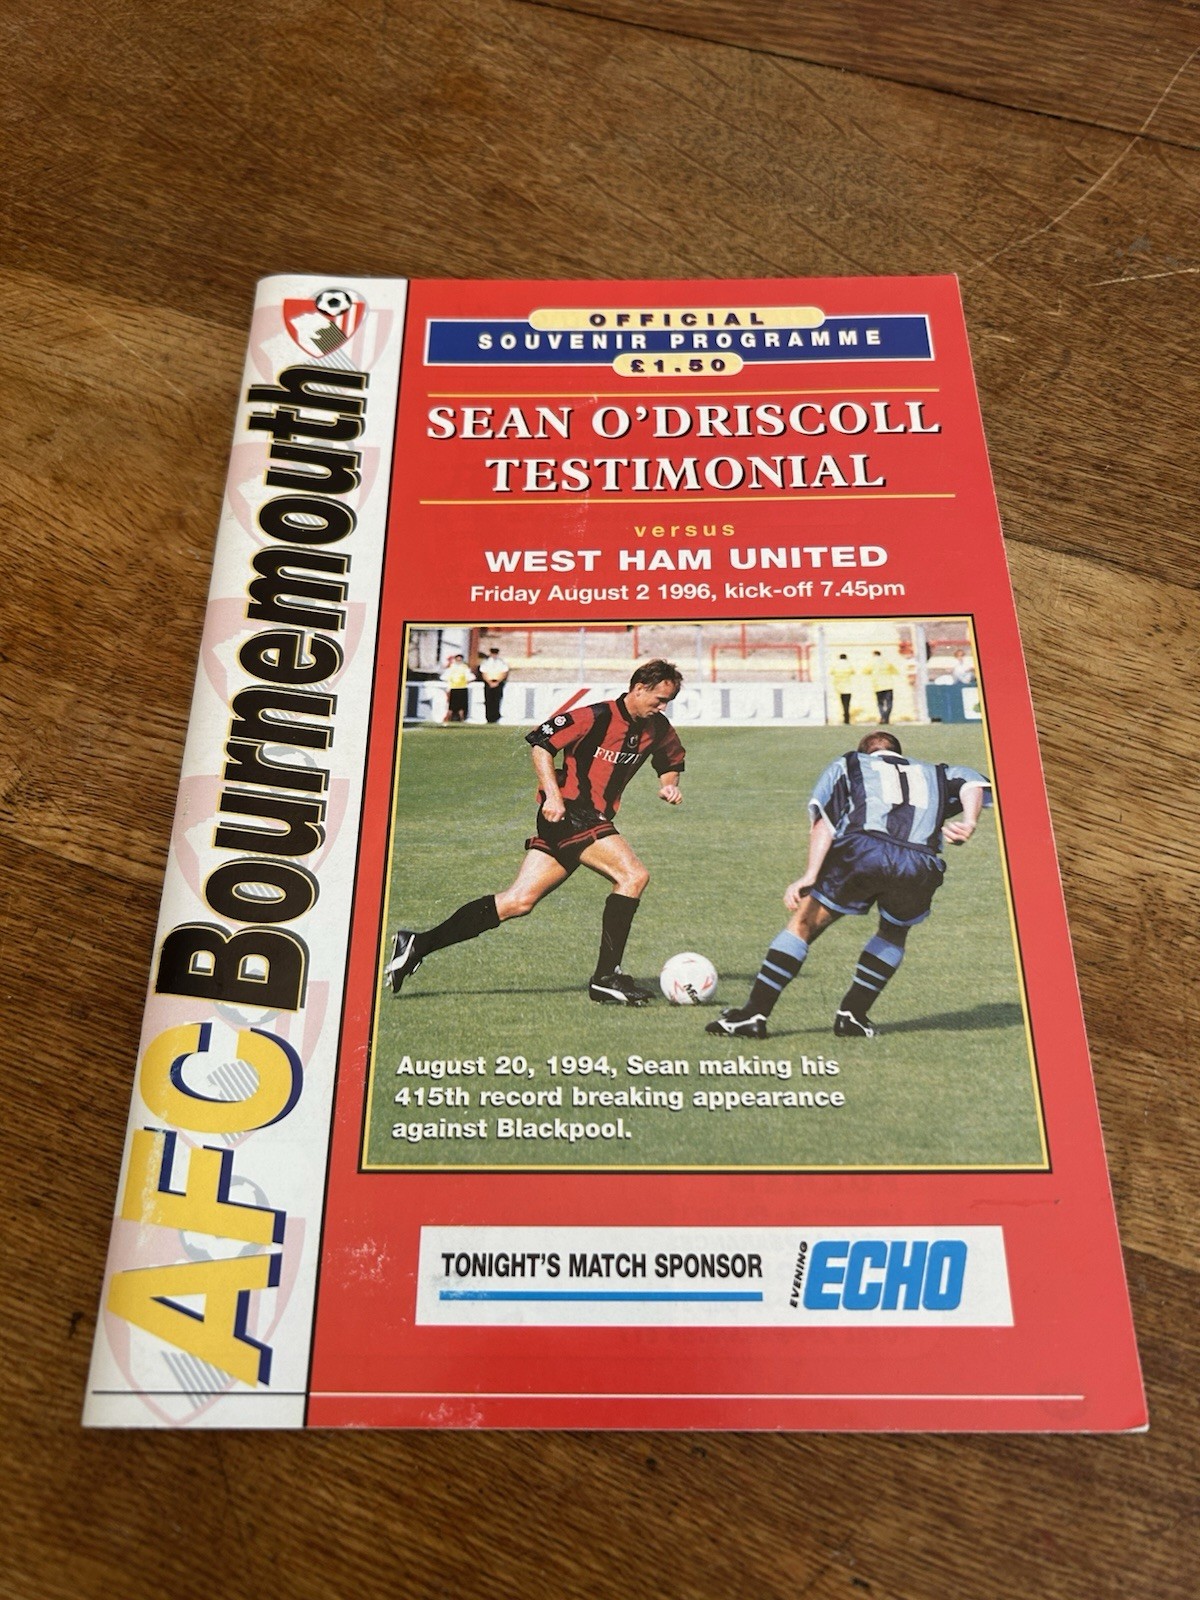 OFFICIAL
SOUVENIR PROGRAMME
£1.50
SEAN O'DRISCOLL
TESTIMONIAL
versus
WEST HAM UNITED
Friday August 2 1996, kick-off 7.45pm
AFC Bournemouth
11
August 20, 1994, Sean making his
415th record breaking appearance
against Blackpool.
TONIGHT'S MATCH SPONSOR
EVENING ECHO